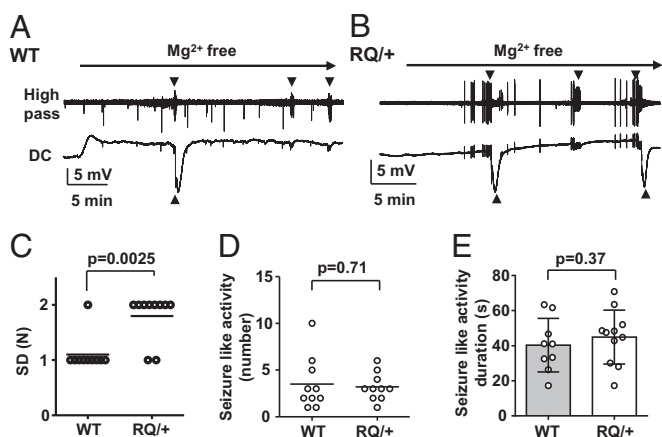 A
WT
Mg²⁺ free
High pass
DC
5 mV
5 min
B
RQ/+
Mg²⁺ free
5 mV
5 min
C
p=0.0025
SD (N)
2
1
0
WT
RQ/+
D
p=0.71
Seizure like activity
(number)
15
10
5
0
WT
RQ/+
E
p=0.37
Seizure like activity
duration (s)
80
60
40
20
0
WT
RQ/+